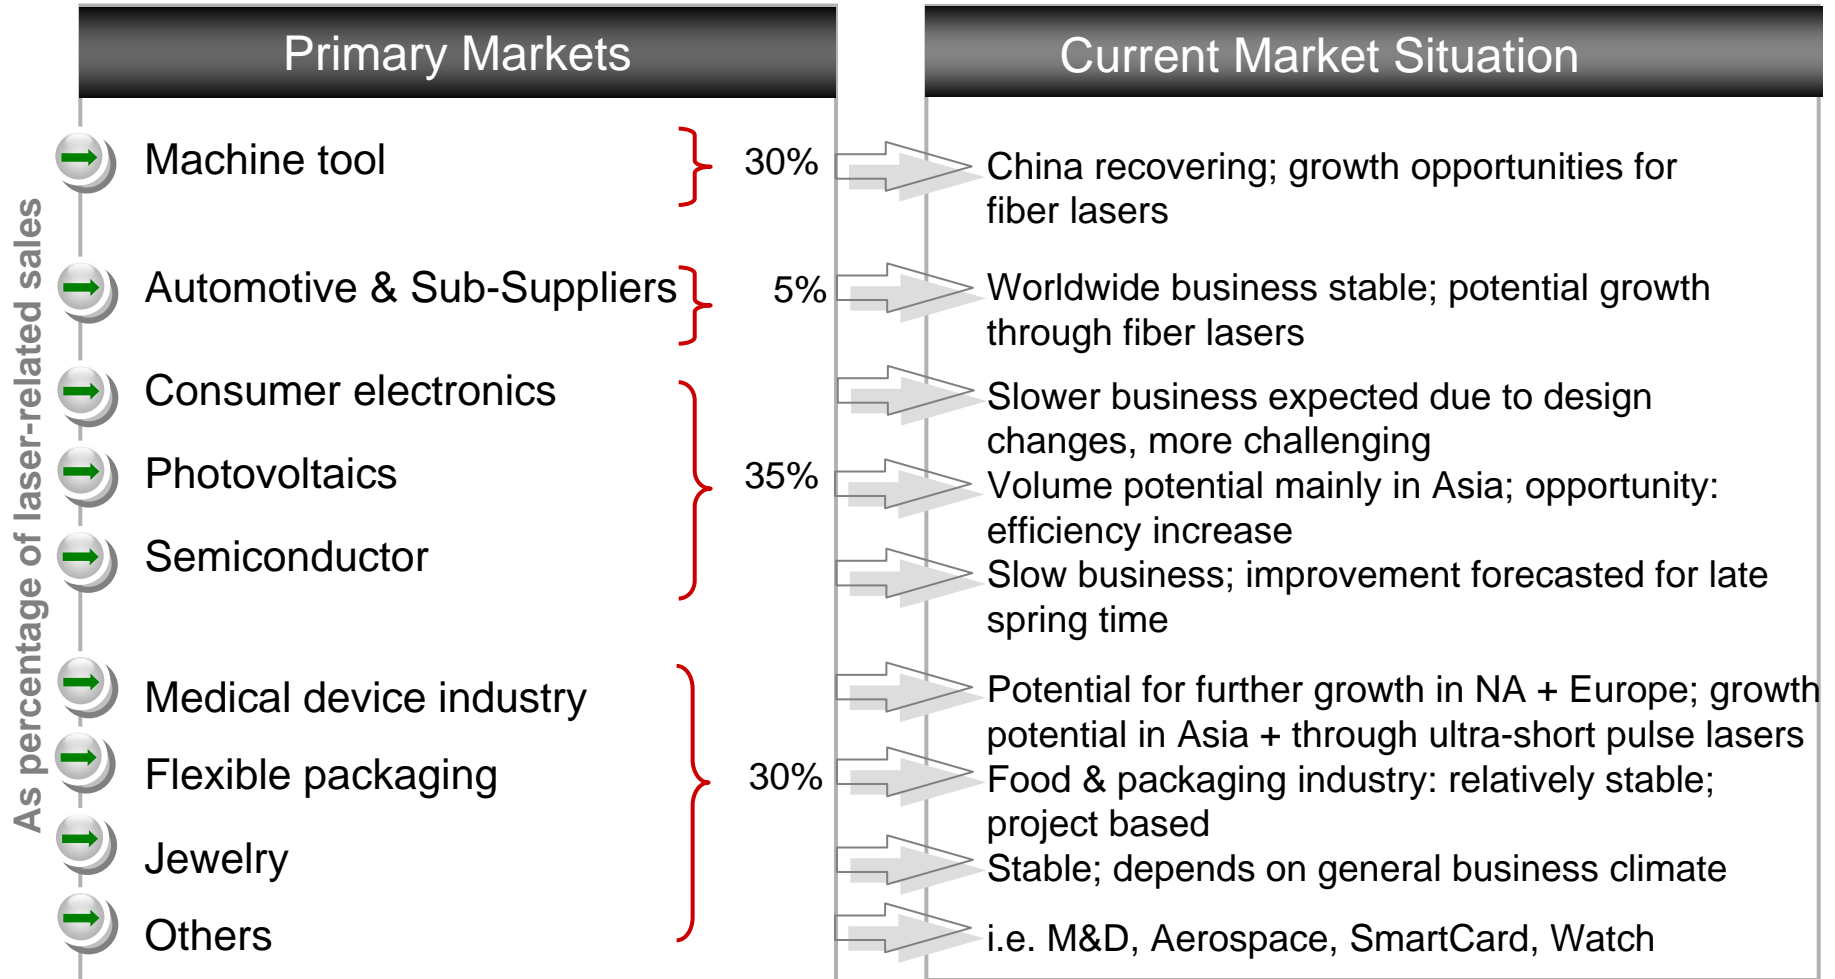 Primary Markets
Current Market Situation
As percentage of laser-related sales
Machine tool
30%
China recovering; growth opportunities for
fiber lasers
Automotive & Sub-Suppliers
5%
Worldwide business stable; potential growth
through fiber lasers
Consumer electronics
Slower business expected due to design
changes, more challenging
Photovoltaics
35%
Volume potential mainly in Asia; opportunity:
efficiency increase
Semiconductor
Slow business; improvement forecasted for late
spring time
Medical device industry
Potential for further growth in NA + Europe; growth
potential in Asia + through ultra-short pulse lasers
Flexible packaging
30%
Food & packaging industry: relatively stable;
project based
Jewelry
Stable; depends on general business climate
Others
i.e. M&D, Aerospace, SmartCard, Watch